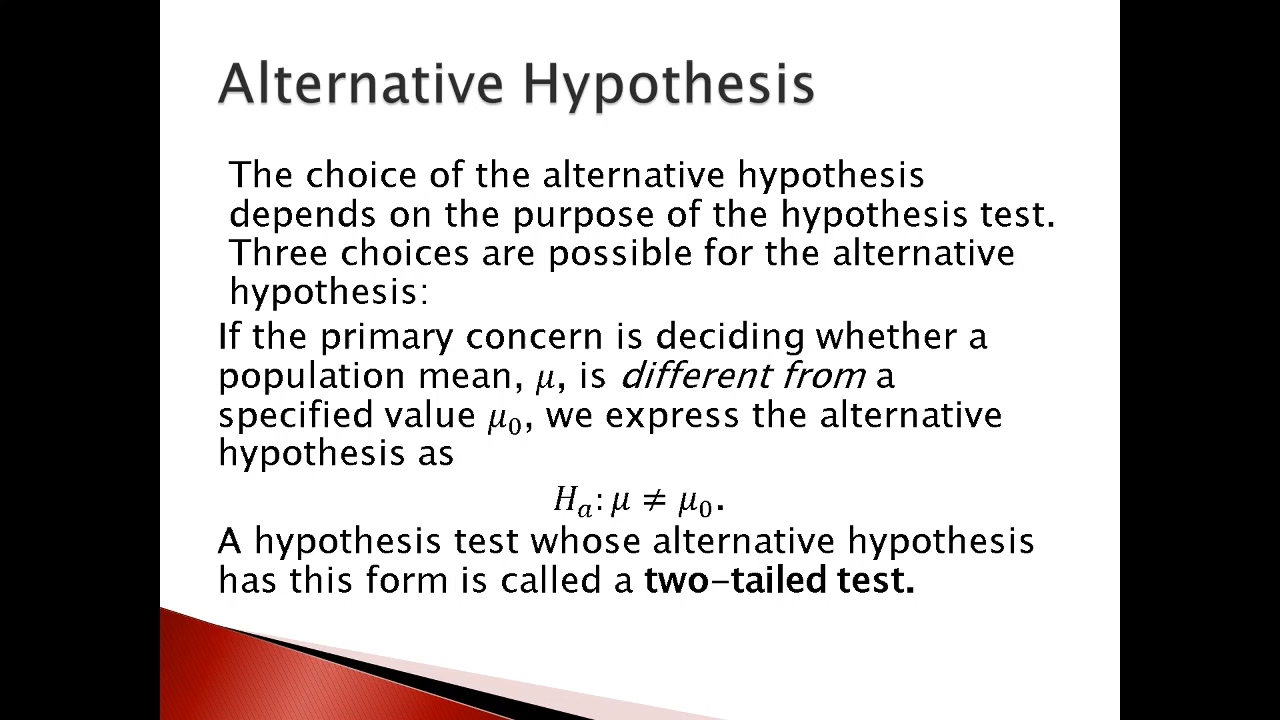 Alternative Hypothesis
The choice of the alternative hypothesis
depends on the purpose of the hypothesis test.
Three choices are possible for the alternative
hypothesis:
If the primary concern is deciding whether a
population mean, 𝜇, is different from a
specified value 𝜇₀, we express the alternative
hypothesis as
𝐻ₐ: 𝜇 ≠ 𝜇₀.
A hypothesis test whose alternative hypothesis
has this form is called a two-tailed test.